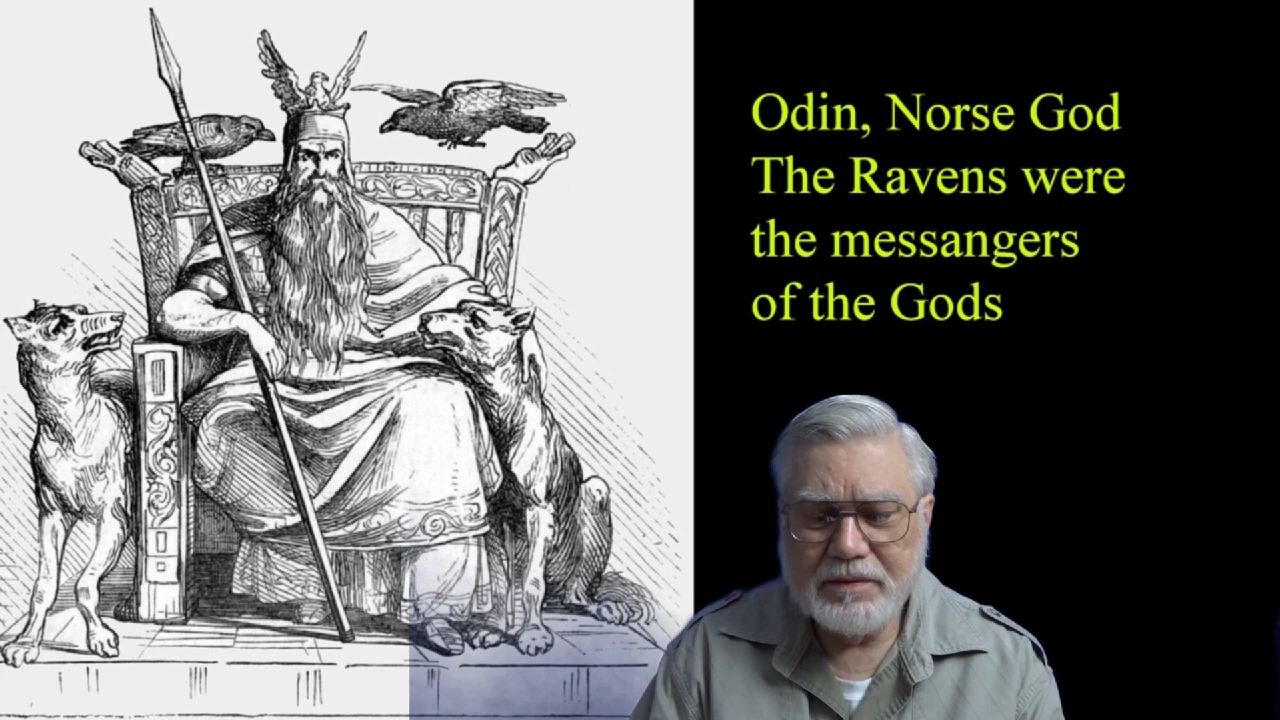 Odin, Norse God
The Ravens were
the messangers
of the Gods